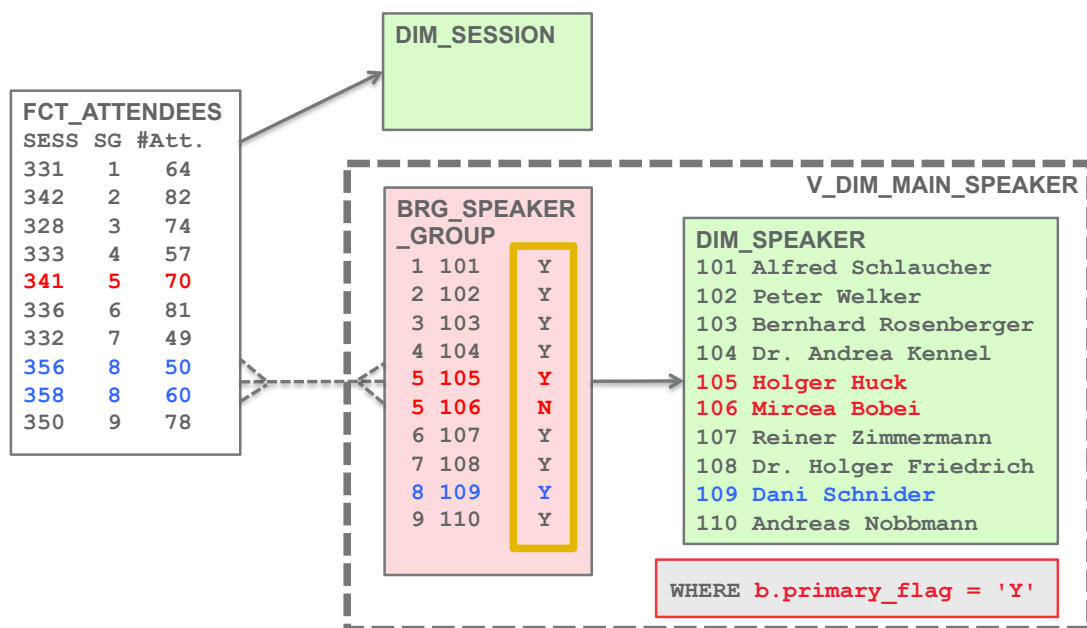 DIM_SESSION
FCT_ATTENDEES
SESS SG #Att.
331 1 64
342 2 82
328 3 74
333 4 57
341 5 70
336 6 81
332 7 49
356 8 50
358 8 60
350 9 78
V_DIM_MAIN_SPEAKER
BRG_SPEAKER
_GROUP
1 101 Y
2 102 Y
3 103 Y
4 104 Y
5 105 Y
5 106 N
6 107 Y
7 108 Y
8 109 Y
9 110 Y
DIM_SPEAKER
101 Alfred Schlaucher
102 Peter Welker
103 Bernhard Rosenberger
104 Dr. Andrea Kennel
105 Holger Huck
106 Mircea Bobei
107 Reiner Zimmermann
108 Dr. Holger Friedrich
109 Dani Schnider
110 Andreas Nobbmann
WHERE b.primary_flag = 'Y'